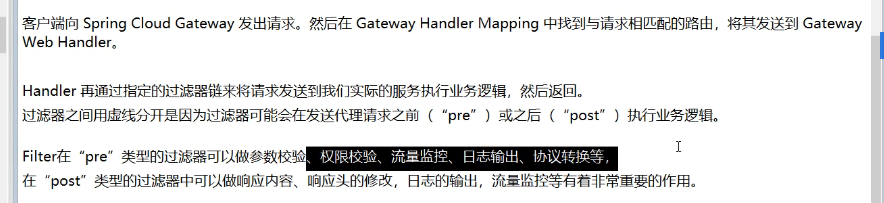 客户端向 Spring Cloud Gateway 发出请求。然后在 Gateway Handler Mapping 中找到与请求相匹配的路由，将其发送到 Gateway
Web Handler。
Handler 再通过指定的过滤器链来将请求发送到我们实际的服务执行业务逻辑，然后返回。
过滤器之间用虚线分开是因为过滤器可能会在发送代理请求之前（“pre”）或之后（“post”）执行业务逻辑。
Filter在“pre”类型的过滤器可以做参数校验、权限校验、流量监控、日志输出、协议转换等，
在“post”类型的过滤器中可以做响应内容、响应头的修改，日志的输出，流量监控等有着非常重要的作用。